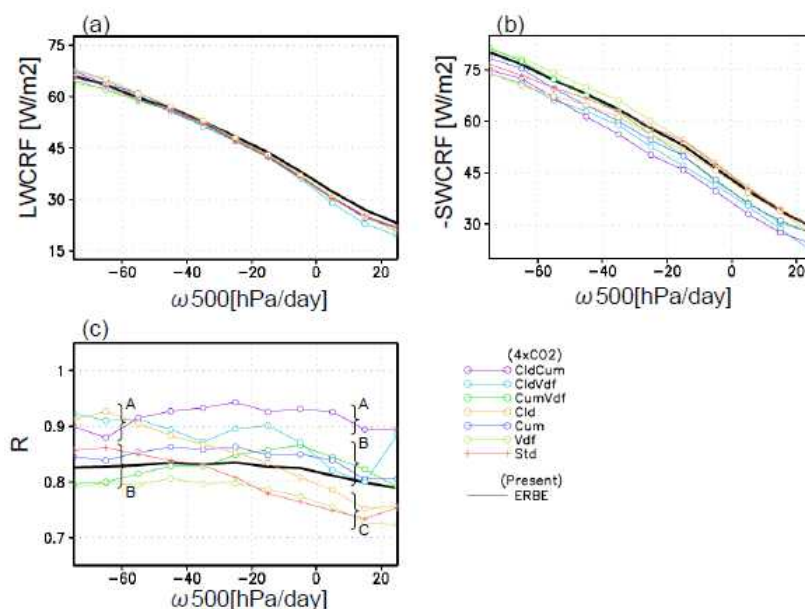 (a)
LWCRF [W/m2]
75
60
45
30
15
−60
−40
−20
0
20
ω500[hPa/day]
(b)
-SWCRF [W/m2]
75
60
45
30
−60
−40
−20
0
20
ω500[hPa/day]
(c)
R
1
0.9
0.8
0.7
A
B
A
B
C
−60
−40
−20
0
20
ω500[hPa/day]
(4xCO2)
CldCum
CldVdf
CumVdf
Cld
Cum
Vdf
Std
(Present)
ERBE